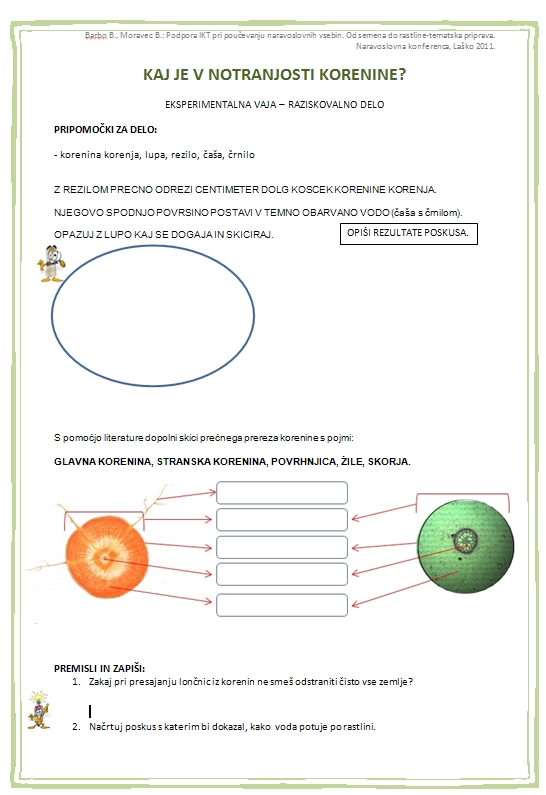 Barbo B., Moravec B.: Podpora IKT pri poučevanju naravoslovnih vsebin. Od semena do rastline-tematska priprava.
Naravoslovna konferenca, Laško 2011.
KAJ JE V NOTRANJOSTI KORENINE?
EKSPERIMENTALNA VAJA – RAZISKOVALNO DELO
PRIPOMOČKI ZA DELO:
- korenina korenja, lupa, rezilo, čaša, črnilo
Z REZILOM PRECNO ODREZI CENTIMETER DOLG KOSCEK KORENINE KORENJA.
NJEGOVO SPODNJO POVRSINO POSTAVI V TEMNO OBARVANO VODO (čaša s črnilom).
OPAZUJ Z LUPO KAJ SE DOGAJA IN SKICIRAJ.
OPIŠI REZULTATE POSKUSA.
S pomočjo literature dopolni skici prečnega prereza korenine s pojmi:
GLAVNA KORENINA, STRANSKA KORENINA, POVRHNJICA, ŽILE, SKORJA.
PREMISLI IN ZAPIŠI:
1. Zakaj pri presajanju lončnic iz korenin ne smeš odstraniti čisto vse zemlje?
2. Načrtuj poskus s katerim bi dokazal, kako voda potuje po rastlini.